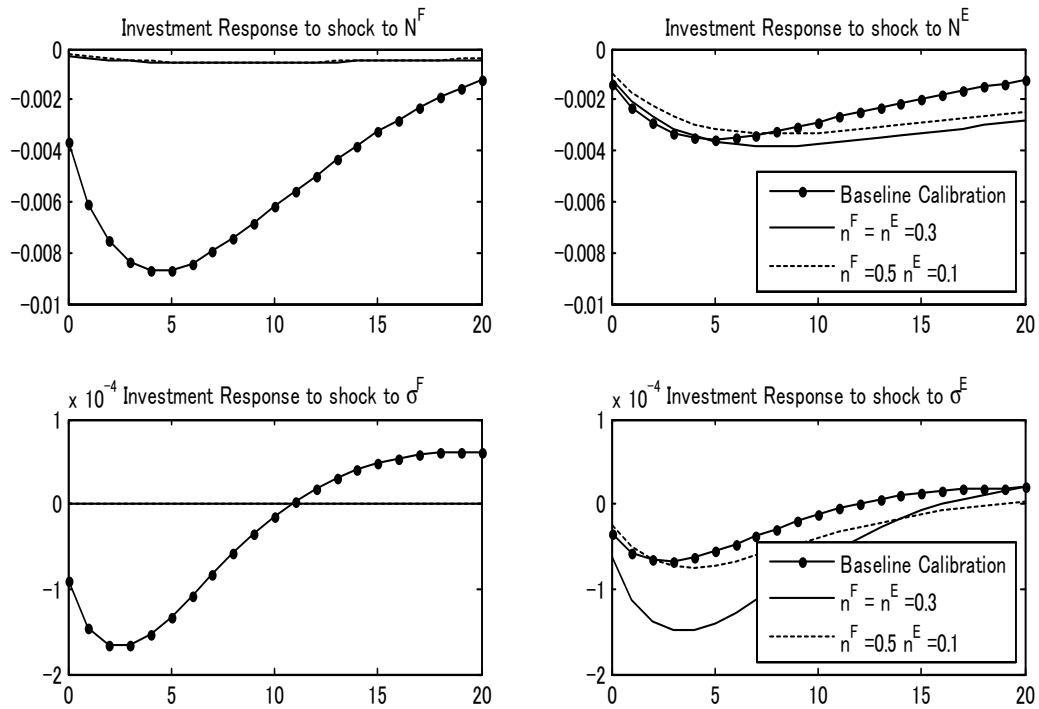 Investment Response to shock to N^F
0
−0.002
−0.004
−0.006
−0.008
−0.01
0 5 10 15 20
Investment Response to shock to N^E
0
−0.002
−0.004
−0.006
−0.008
−0.01
0 5 10 15 20
Baseline Calibration
n^F = n^E =0.3
n^F =0.5 n^E =0.1
x 10^−4 Investment Response to shock to σ^F
1
0
−1
−2
0 5 10 15 20
x 10^−4 Investment Response to shock to σ^E
1
0
−1
−2
0 5 10 15 20
Baseline Calibration
n^F = n^E =0.3
n^F =0.5 n^E =0.1